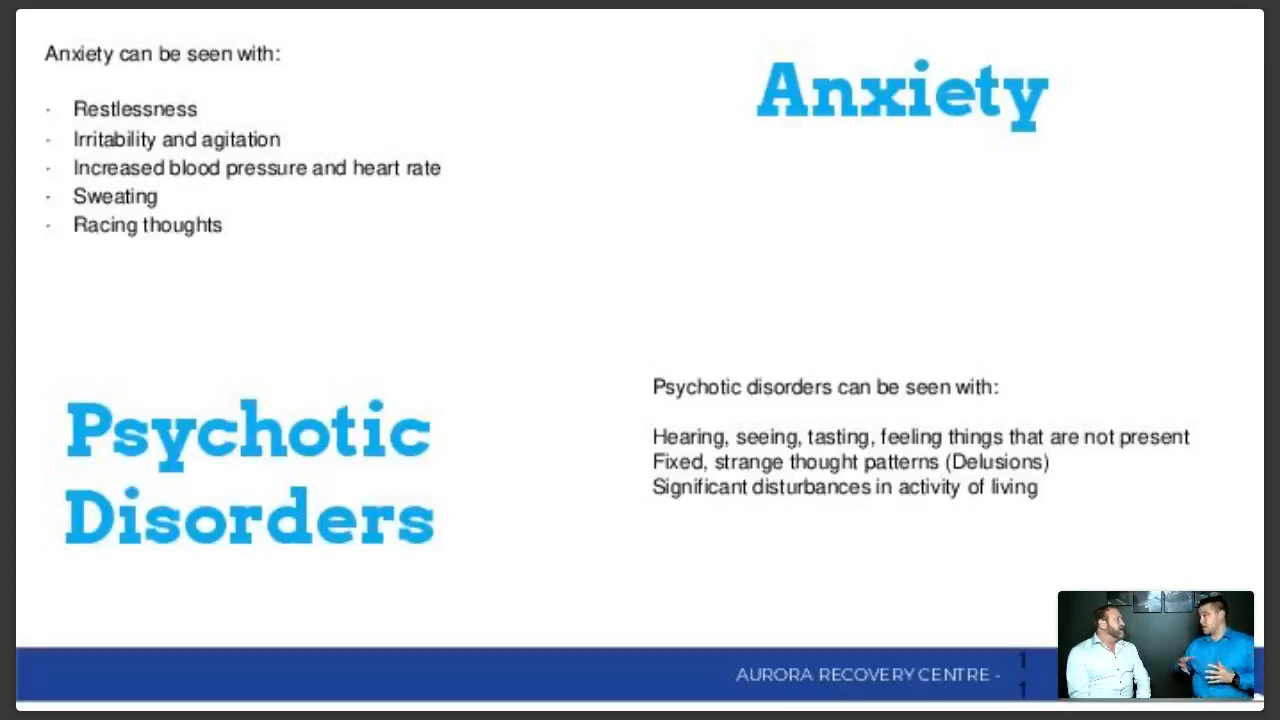 Anxiety can be seen with:
- Restlessness
- Irritability and agitation
- Increased blood pressure and heart rate
- Sweating
- Racing thoughts
Anxiety
Psychotic
Disorders
Psychotic disorders can be seen with:
Hearing, seeing, tasting, feeling things that are not present
Fixed, strange thought patterns (Delusions)
Significant disturbances in activity of living
AURORA RECOVERY CENTRE - 1
1